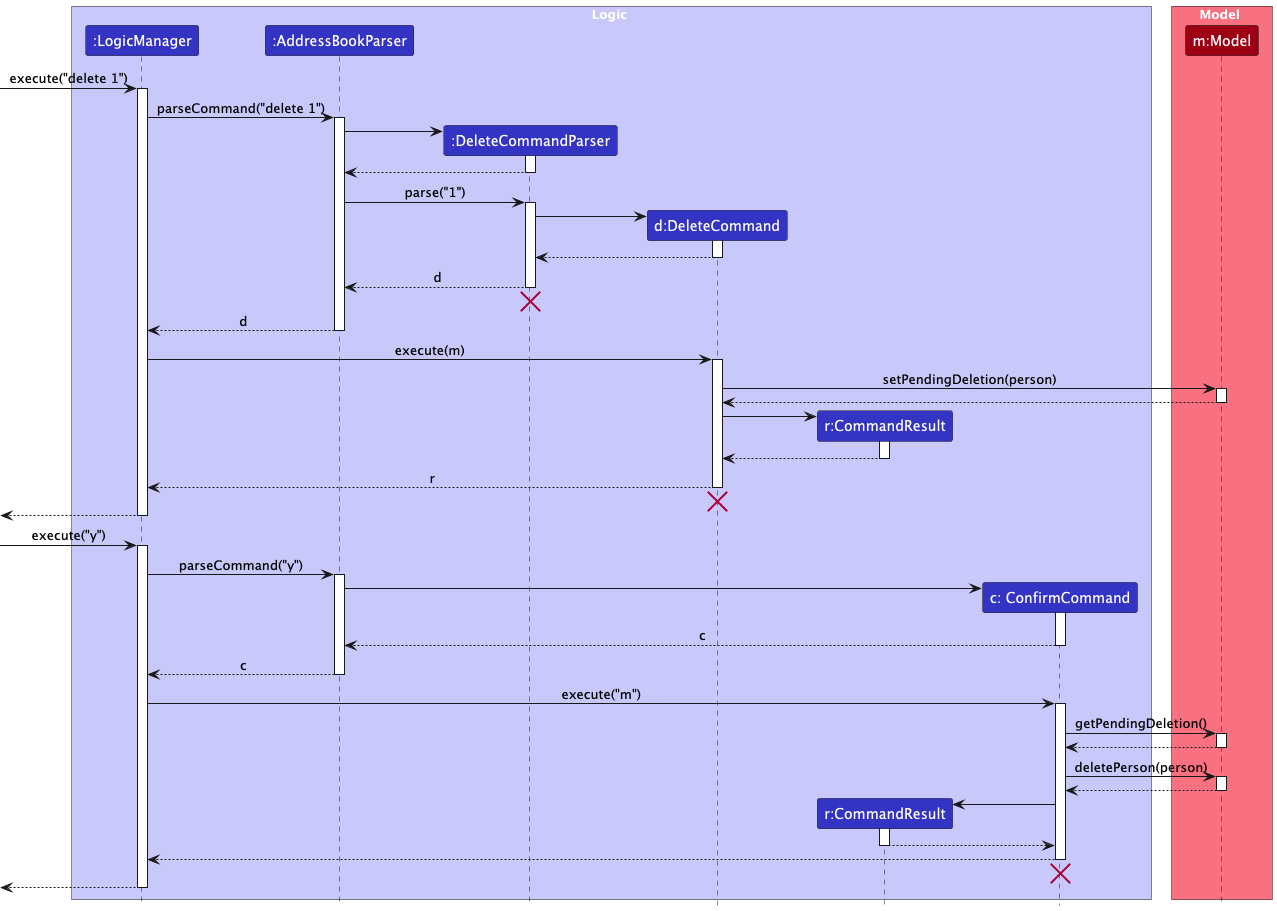 Logic
Model
:LogicManager
:AddressBookParser
m:Model
execute("delete 1")
parseCommand("delete 1")
:DeleteCommandParser
parse("1")
d:DeleteCommand
d
d
execute(m)
setPendingDeletion(person)
r:CommandResult
r
execute("y")
parseCommand("y")
c: ConfirmCommand
c
c
execute("m")
getPendingDeletion()
deletePerson(person)
r:CommandResult